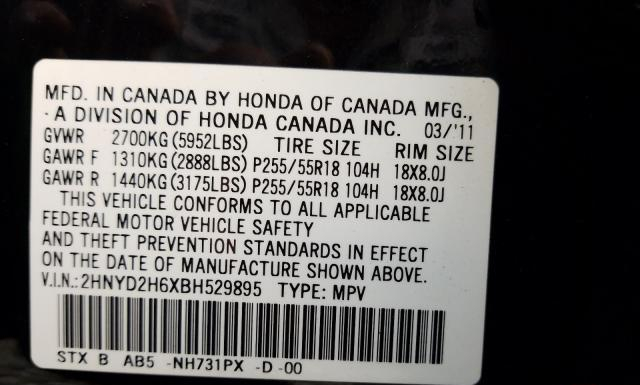 MFD. IN CANADA BY HONDA OF CANADA MFG.,
- A DIVISION OF HONDA CANADA INC. 03/'11
GVWR 2700KG(5952LBS) TIRE SIZE RIM SIZE
GAWR F 1310KG(2888LBS) P255/55R18 104H 18X8.0J
GAWR R 1440KG(3175LBS) P255/55R18 104H 18X8.0J
THIS VEHICLE CONFORMS TO ALL APPLICABLE
FEDERAL MOTOR VEHICLE SAFETY
AND THEFT PREVENTION STANDARDS IN EFFECT
ON THE DATE OF MANUFACTURE SHOWN ABOVE.
V.I.N.:2HNYD2H6XBH529895 TYPE: MPV
STX B AB5 -NH731PX -D -00